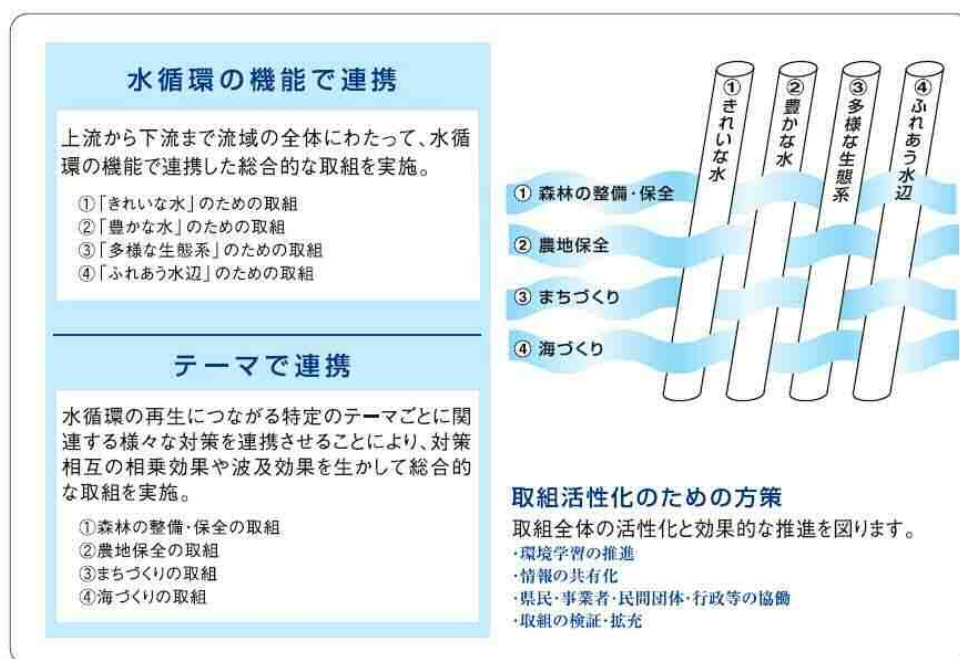 水循環の機能で連携
上流から下流まで流域の全体にわたって、水循
環の機能で連携した総合的な取組を実施。
①「きれいな水」のための取組
②「豊かな水」のための取組
③「多様な生態系」のための取組
④「ふれあう水辺」のための取組
テーマで連携
水循環の再生につながる特定のテーマごとに関
連する様々な対策を連携させることにより、対策
相互の相乗効果や波及効果を生かして総合的
な取組を実施。
①森林の整備・保全の取組
②農地保全の取組
③まちづくりの取組
④海づくりの取組
①きれいな水
②豊かな水
③多様な生態系
④ふれあう水辺
① 森林の整備・保全
② 農地保全
③ まちづくり
④ 海づくり
取組活性化のための方策
取組全体の活性化と効果的な推進を図ります。
・環境学習の推進
・情報の共有化
・県民・事業者・民間団体・行政等の協働
・取組の検証・拡充